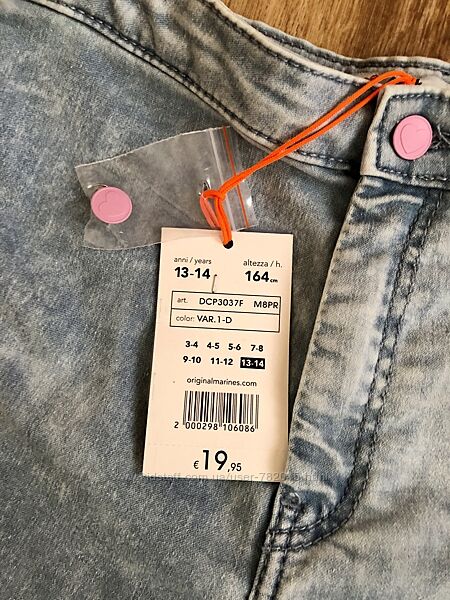 anni / years altezza / h.
13-14 164cm
art. DCP3037F M8PR
color: VAR.1-D
3-4 4-5 5-6 7-8
9-10 11-12 13-14
originalmarines.com
2 000298 106086
€19,95